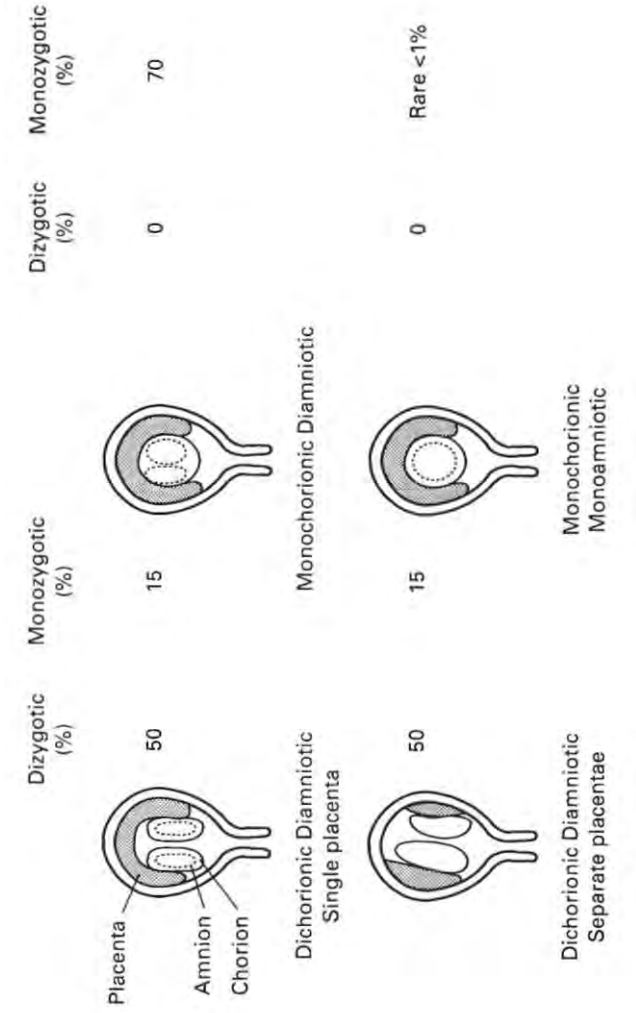 Dizygotic
(%)
Monozygotic
(%)
Dizygotic
(%)
Monozygotic
(%)
Placenta
Amnion
Chorion
50
15
0
70
Dichorionic Diamniotic
Single placenta
Monochorionic Diamniotic
50
15
0
Rare <1%
Dichorionic Diamniotic
Separate placentae
Monochorionic
Monoamniotic